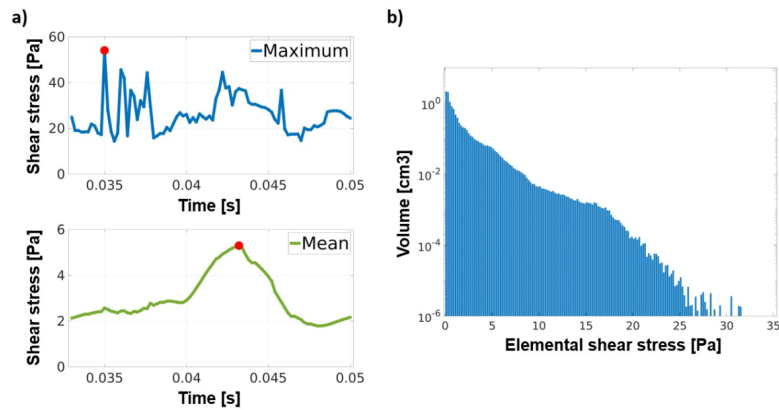 a)
Shear stress [Pa]
60
40
20
0
Maximum
0.035
0.04
0.045
0.05
Time [s]
Shear stress [Pa]
6
4
2
0
Mean
0.035
0.04
0.045
0.05
Time [s]
b)
Volume [cm3]
10^0
10^-2
10^-4
10^-6
0
5
10
15
20
25
30
35
Elemental shear stress [Pa]